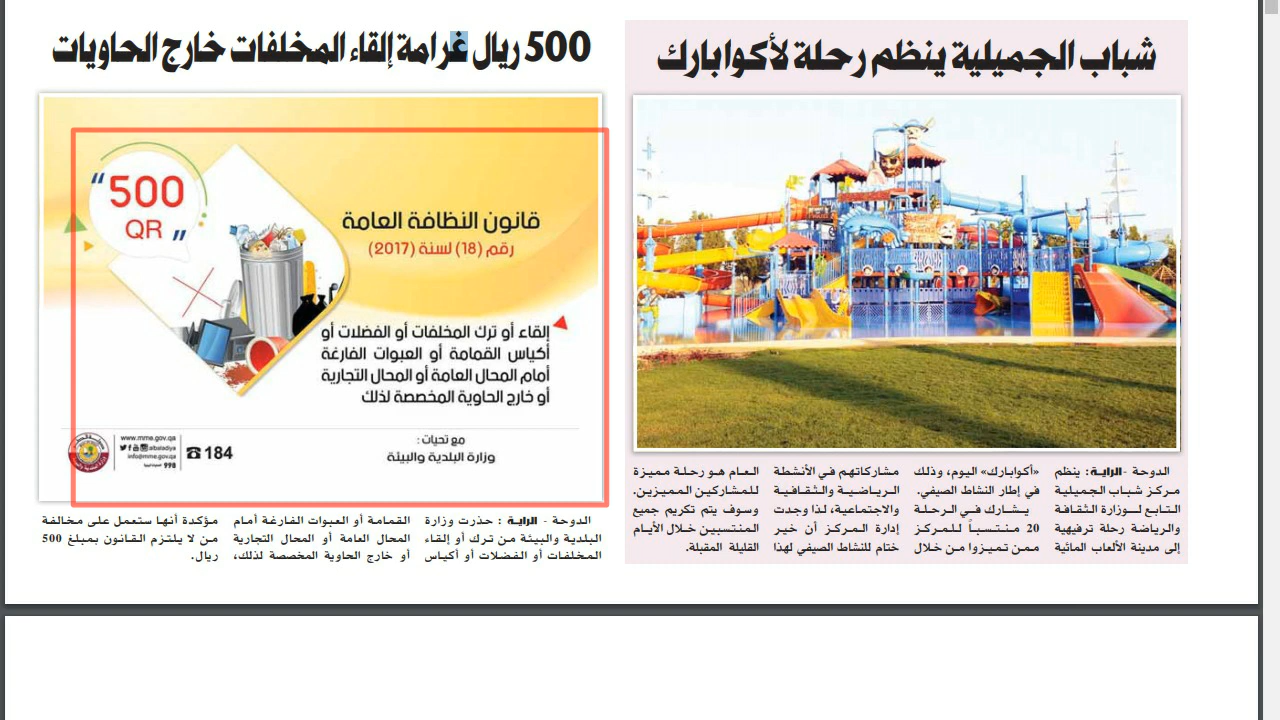 شباب الجميلية ينظم رحلة لأكوابارك
الدوحة -الراية: ينظم
مركز شباب الجميلية
التابع لـوزارة الثقافة
والرياضة رحلة ترفيهية
إلى مدينة الألعاب المائية
«أكوابارك» اليوم، وذلك
في إطار النشاط الصيفي.
يشارك في الرحلة
20 منتسباً للمركز
ممن تميزوا من خلال
مشاركاتهم في الأنشطة
الرياضية والثقافية
والاجتماعية، لذا وجدت
إدارة المركز أن خير
ختام للنشاط الصيفي لهذا
العام هو رحلة مميزة
للمشاركين المميزين.
وسوف يتم تكريم جميع
المنتسبين خلال الأيام
القليلة المقبلة.
500 ريال غرامة إلقاء المخلفات خارج الحاويات
"500
QR "
قانون النظافة العامة
رقم (18) لسنة (2017)
إلقاء أو ترك المخلفات أو الفضلات أو
أكياس القمامة أو العبوات الفارغة
أمام المحال العامة أو المحال التجارية
أو خارج الحاوية المخصصة لذلك
مع تحيات :
وزارة البلدية والبيئة
184
www.mme.gov.qa
albaladiya
info@mme.gov.qa
998
الدوحة - الراية : حذرت وزارة
البلدية والبيئة من ترك أو إلقاء
المخلفات أو الفضلات أو أكياس
القمامة أو العبوات الفارغة أمام
المحال العامة أو المحال التجارية
أو خارج الحاوية المخصصة لذلك،
مؤكدة أنها ستعمل على مخالفة
من لا يلتزم القانون بمبلغ 500
ريال.